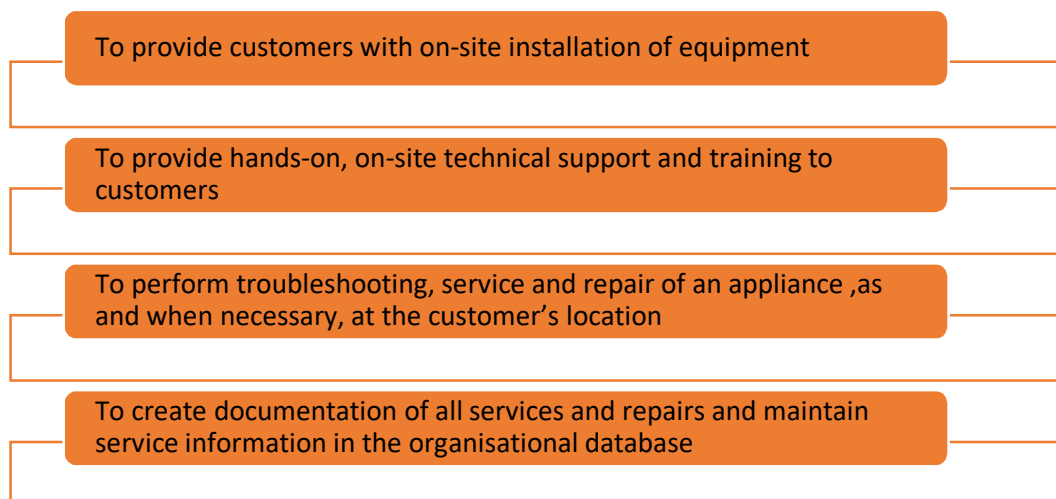 To provide customers with on-site installation of equipment
To provide hands-on, on-site technical support and training to
customers
To perform troubleshooting, service and repair of an appliance ,as
and when necessary, at the customer’s location
To create documentation of all services and repairs and maintain
service information in the organisational database